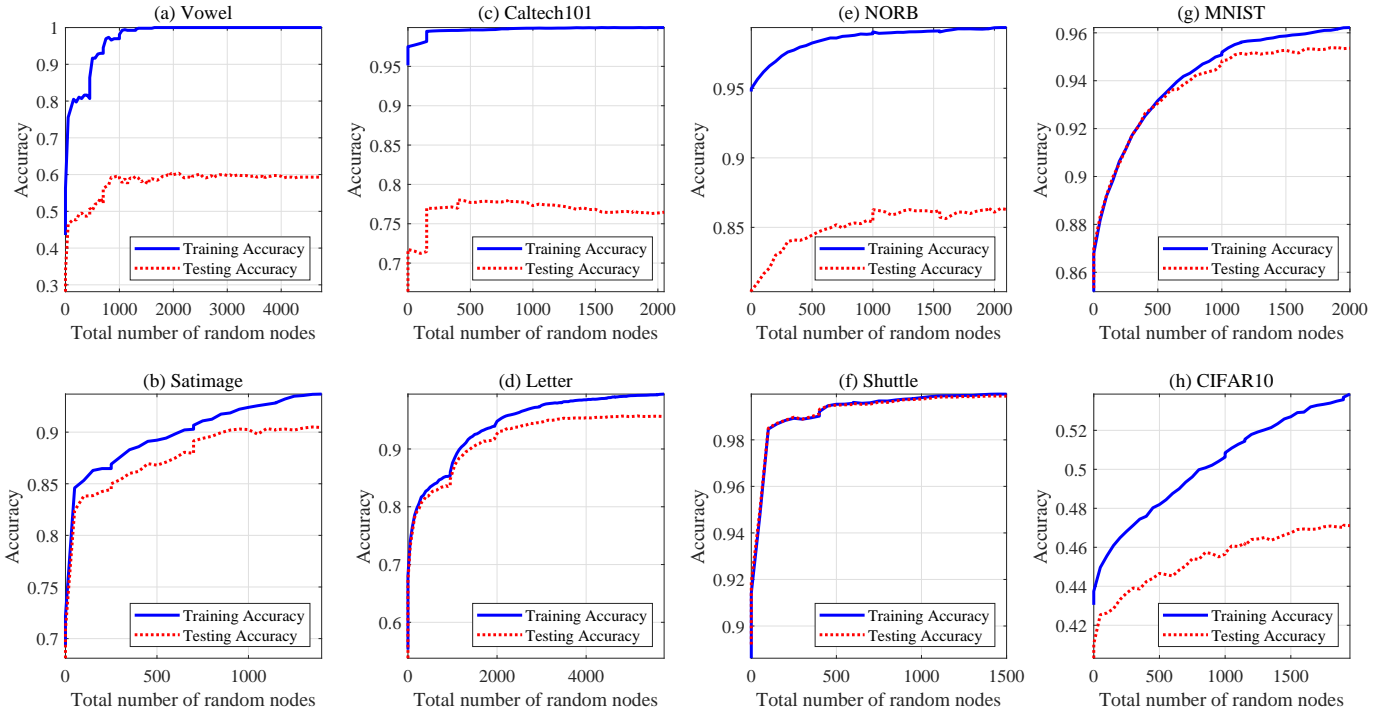 (a) Vowel
1
0.9
0.8
0.7
0.6
0.5
0.4
0.3
Accuracy
Training Accuracy
Testing Accuracy
0 1000 2000 3000 4000
Total number of random nodes
(c) Caltech101
0.95
0.9
0.85
0.8
0.75
0.7
Accuracy
Training Accuracy
Testing Accuracy
0 500 1000 1500 2000
Total number of random nodes
(e) NORB
0.95
0.9
0.85
Accuracy
Training Accuracy
Testing Accuracy
0 500 1000 1500 2000
Total number of random nodes
(g) MNIST
0.96
0.94
0.92
0.9
0.88
0.86
Accuracy
Training Accuracy
Testing Accuracy
0 500 1000 1500 2000
Total number of random nodes
(b) Satimage
0.9
0.85
0.8
0.75
0.7
Accuracy
Training Accuracy
Testing Accuracy
0 500 1000
Total number of random nodes
(d) Letter
0.9
0.8
0.7
0.6
Accuracy
Training Accuracy
Testing Accuracy
0 2000 4000
Total number of random nodes
(f) Shuttle
0.98
0.96
0.94
0.92
0.9
Accuracy
Training Accuracy
Testing Accuracy
0 500 1000 1500
Total number of random nodes
(h) CIFAR10
0.52
0.5
0.48
0.46
0.44
0.42
Accuracy
Training Accuracy
Testing Accuracy
0 500 1000 1500
Total number of random nodes